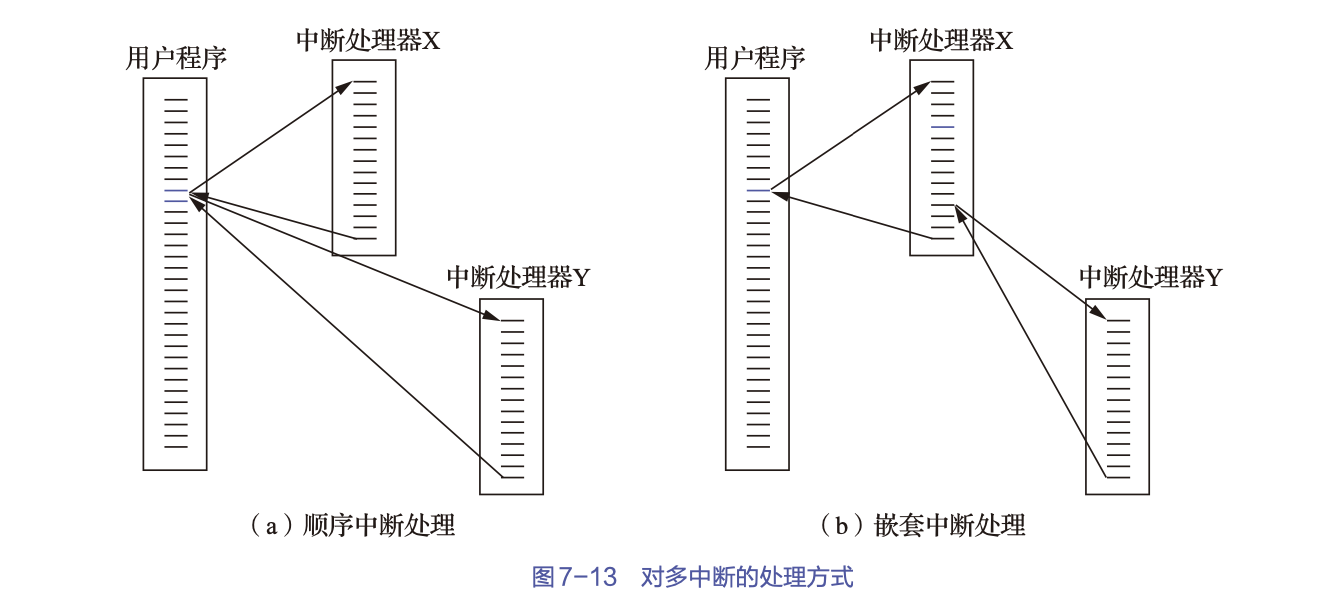 用户程序
中断处理器X
中断处理器Y
（a）顺序中断处理
用户程序
中断处理器X
中断处理器Y
（b）嵌套中断处理
图7-13 对多中断的处理方式